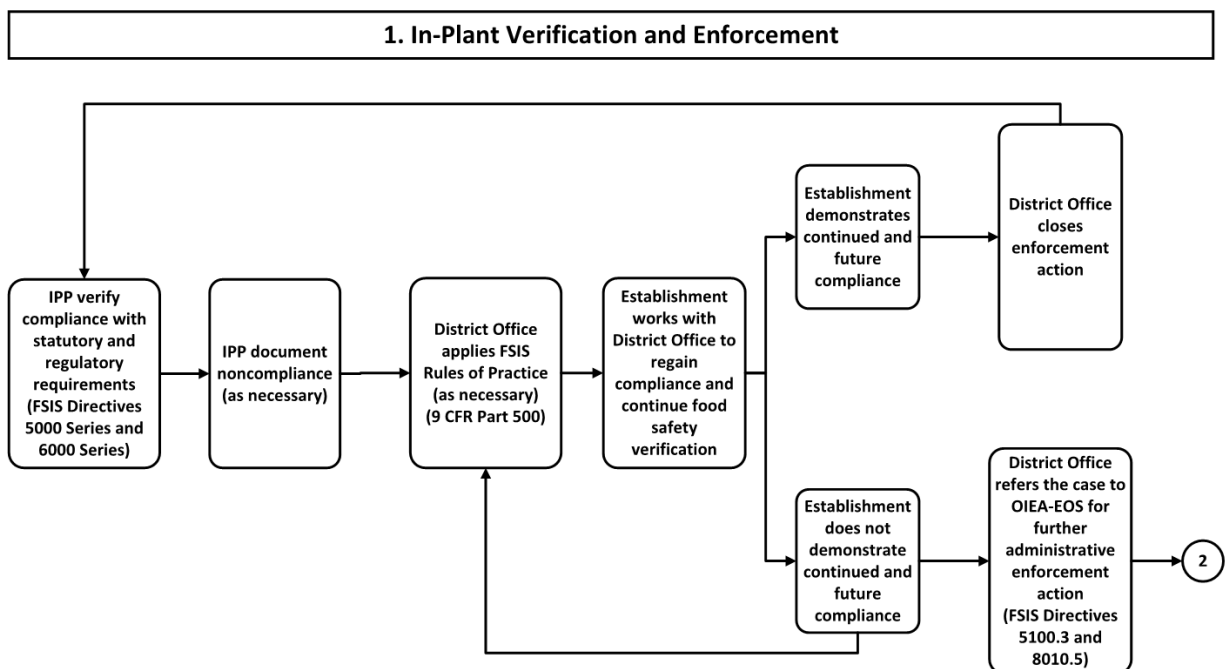 1. In-Plant Verification and Enforcement
IPP verify
compliance with
statutory and
regulatory
requirements
(FSIS Directives
5000 Series and
6000 Series)
IPP document
noncompliance
(as necessary)
District Office
applies FSIS
Rules of Practice
(as necessary)
(9 CFR Part 500)
Establishment
works with
District Office to
regain
compliance and
continue food
safety
verification
Establishment
demonstrates
continued and
future
compliance
District Office
closes
enforcement
action
Establishment
does not
demonstrate
continued and
future
compliance
District Office
refers the case to
OIEA-EOS for
further
administrative
enforcement
action
(FSIS Directives
5100.3 and
8010.5)
2